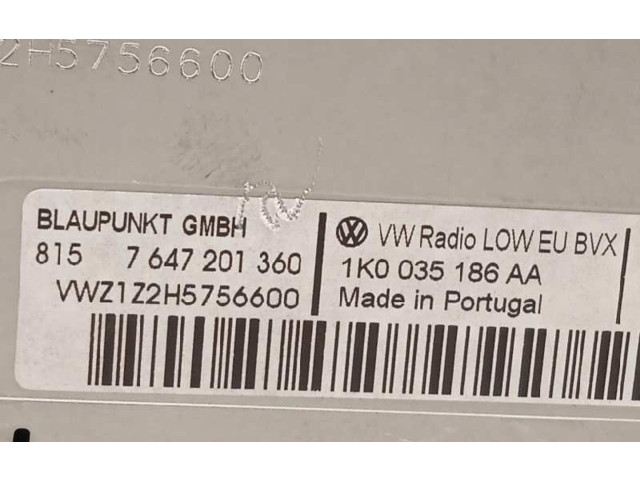 2H5756600
BLAUPUNKT GMBH
815 7 647 201 360
VWZ1Z2H5756600
VW Radio LOW EU BVX
1K0 035 186 AA
Made in Portugal